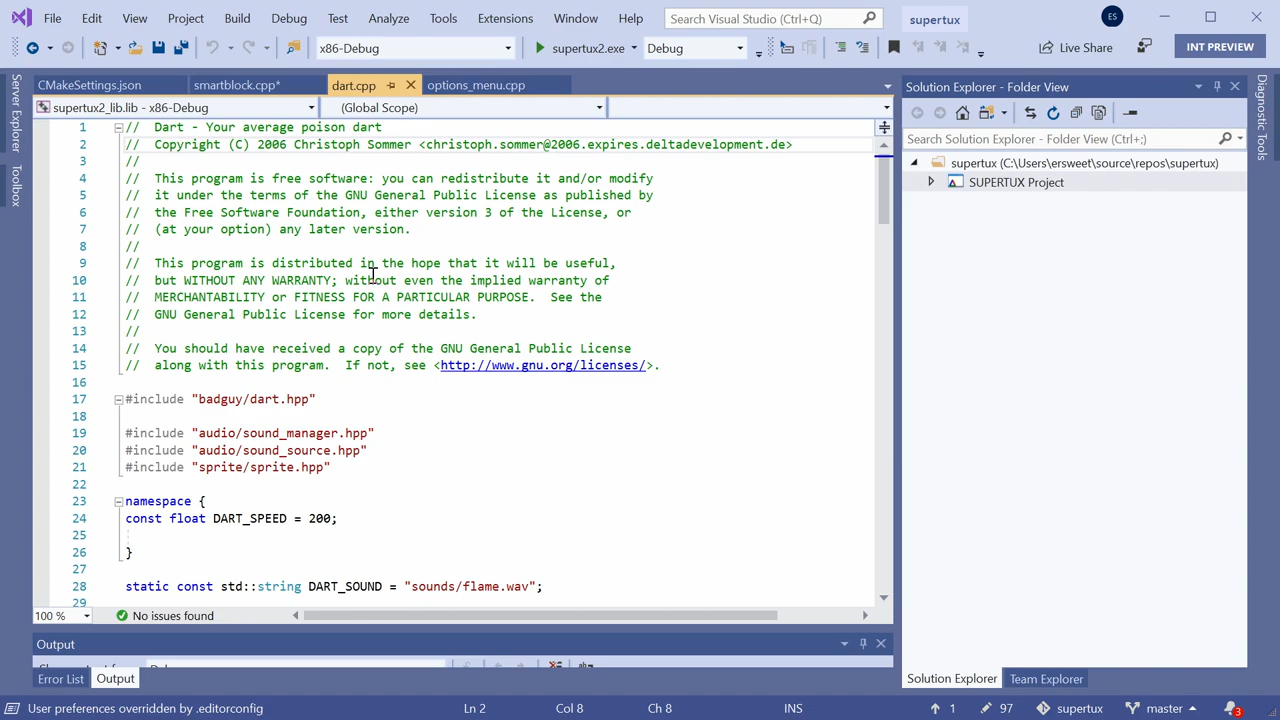 File Edit View Project Build Debug Test Analyze Tools Extensions Window Help Search Visual Studio (Ctrl+Q) supertux ES
x86-Debug supertux2.exe Debug Live Share INT PREVIEW
Server Explorer
Toolbox
CMakeSettings.json smartblock.cpp* dart.cpp options_menu.cpp
supertux2_lib.lib - x86-Debug (Global Scope)
1 // Dart - Your average poison dart
2 // Copyright (C) 2006 Christoph Sommer <christoph.sommer@2006.expires.deltadevelopment.de>
3 //
4 // This program is free software: you can redistribute it and/or modify
5 // it under the terms of the GNU General Public License as published by
6 // the Free Software Foundation, either version 3 of the License, or
7 // (at your option) any later version.
8 //
9 // This program is distributed in the hope that it will be useful,
10 // but WITHOUT ANY WARRANTY; without even the implied warranty of
11 // MERCHANTABILITY or FITNESS FOR A PARTICULAR PURPOSE.  See the
12 // GNU General Public License for more details.
13 //
14 // You should have received a copy of the GNU General Public License
15 // along with this program.  If not, see <http://www.gnu.org/licenses/>.
16
17 #include "badguy/dart.hpp"
18
19 #include "audio/sound_manager.hpp"
20 #include "audio/sound_source.hpp"
21 #include "sprite/sprite.hpp"
22
23 namespace {
24 const float DART_SPEED = 200;
25
26 }
27
28 static const std::string DART_SOUND = "sounds/flame.wav";
29
100 % No issues found
Output
Error List Output
Solution Explorer - Folder View
Search Solution Explorer - Folder View (Ctrl+;)
supertux (C:\Users\ersweet\source\repos\supertux)
SUPERTUX Project
Solution Explorer Team Explorer
Diagnostic Tools
User preferences overridden by .editorconfig Ln 2 Col 8 Ch 8 INS 1 97 supertux master 3